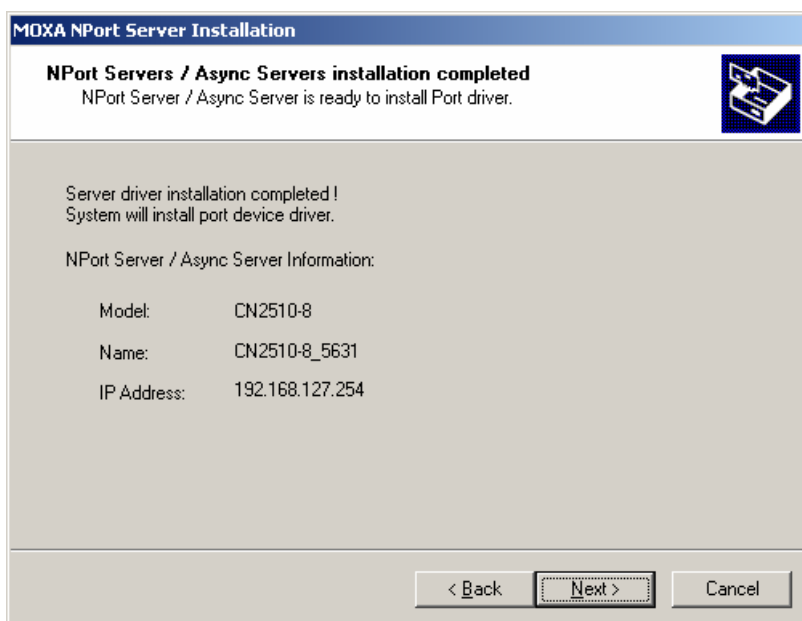 MOXA NPort Server Installation
NPort Servers / Async Servers installation completed
NPort Server / Async Server is ready to install Port driver.
Server driver installation completed !
System will install port device driver.
NPort Server / Async Server Information:
Model: CN2510-8
Name: CN2510-8_5631
IP Address: 192.168.127.254
< Back Next > Cancel